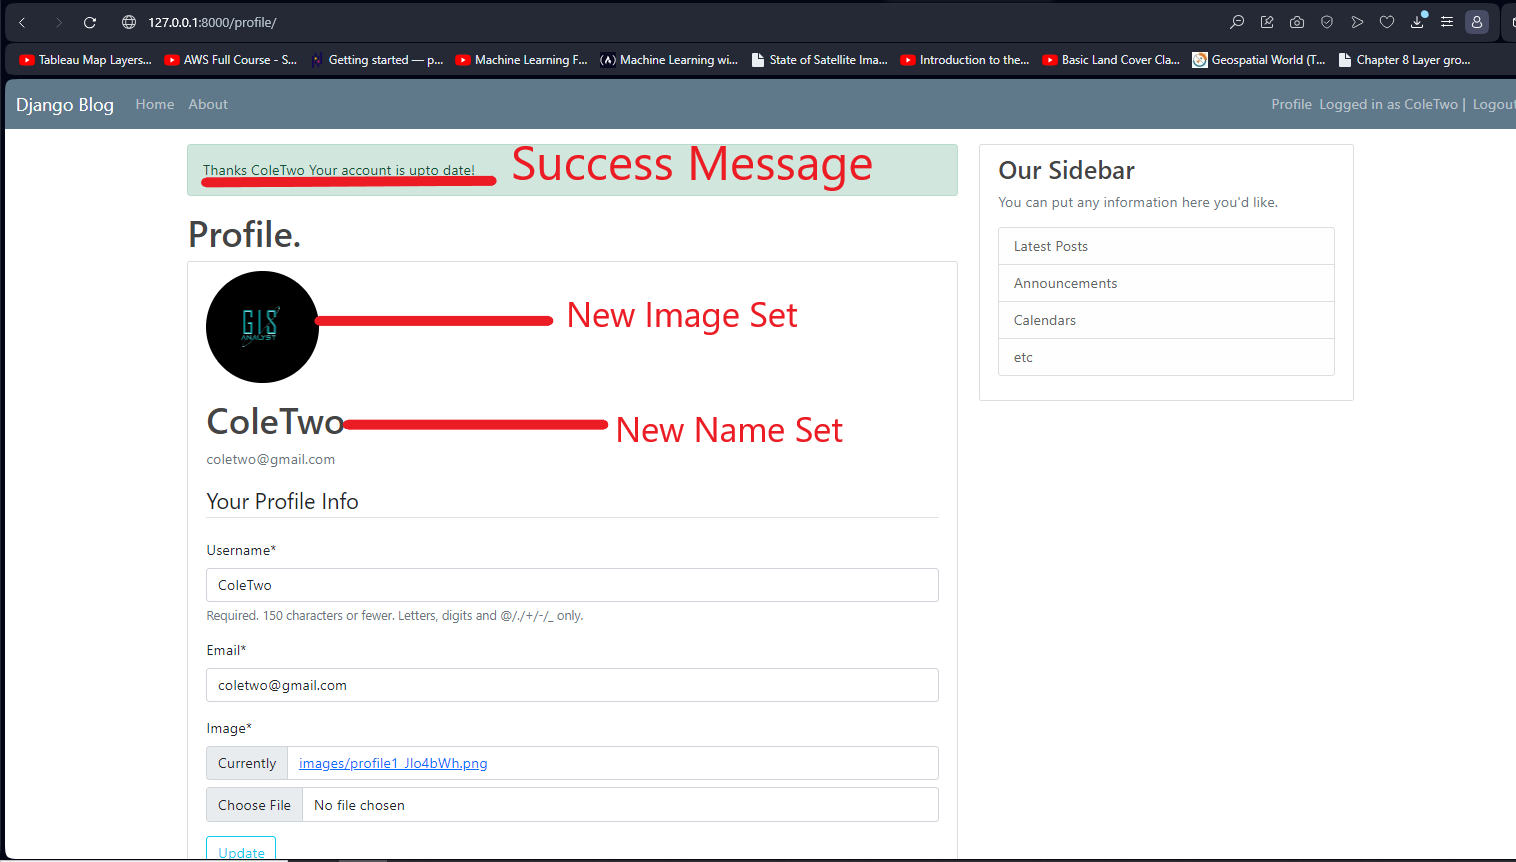 127.0.0.1:8000/profile/
Tableau Map Layers... AWS Full Course - S... Getting started — p... Machine Learning F... Machine Learning wi... State of Satellite Ima... Introduction to the... Basic Land Cover Cla... Geospatial World (T... Chapter 8 Layer gro...
Django Blog Home About Profile Logged in as ColeTwo | Logout
Thanks ColeTwo Your account is upto date! Success Message
Profile.
GIS
ANALYST
New Image Set
ColeTwo New Name Set
coletwo@gmail.com
Your Profile Info
Username*
ColeTwo
Required. 150 characters or fewer. Letters, digits and @/./+/-/_ only.
Email*
coletwo@gmail.com
Image*
Currently images/profile1_Jlo4bWh.png
Choose File No file chosen
Update
Our Sidebar
You can put any information here you'd like.
Latest Posts
Announcements
Calendars
etc